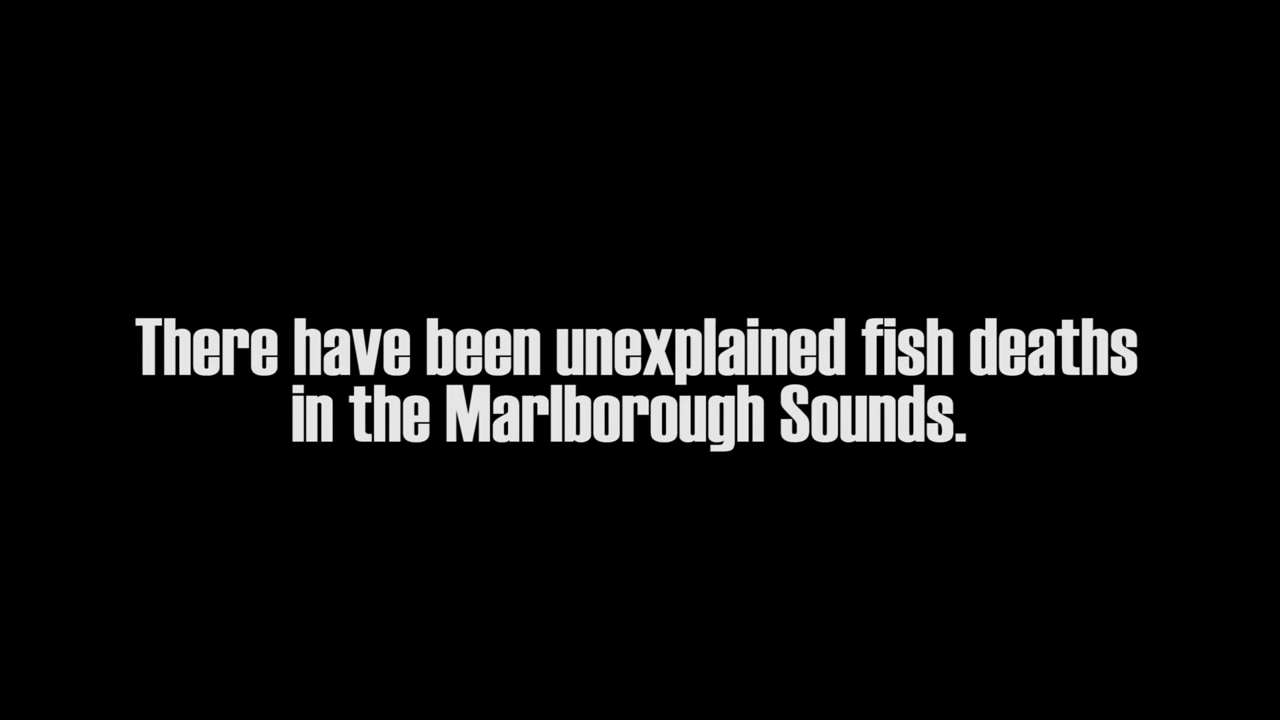 There have been unexplained fish deaths
in the Marlborough Sounds.